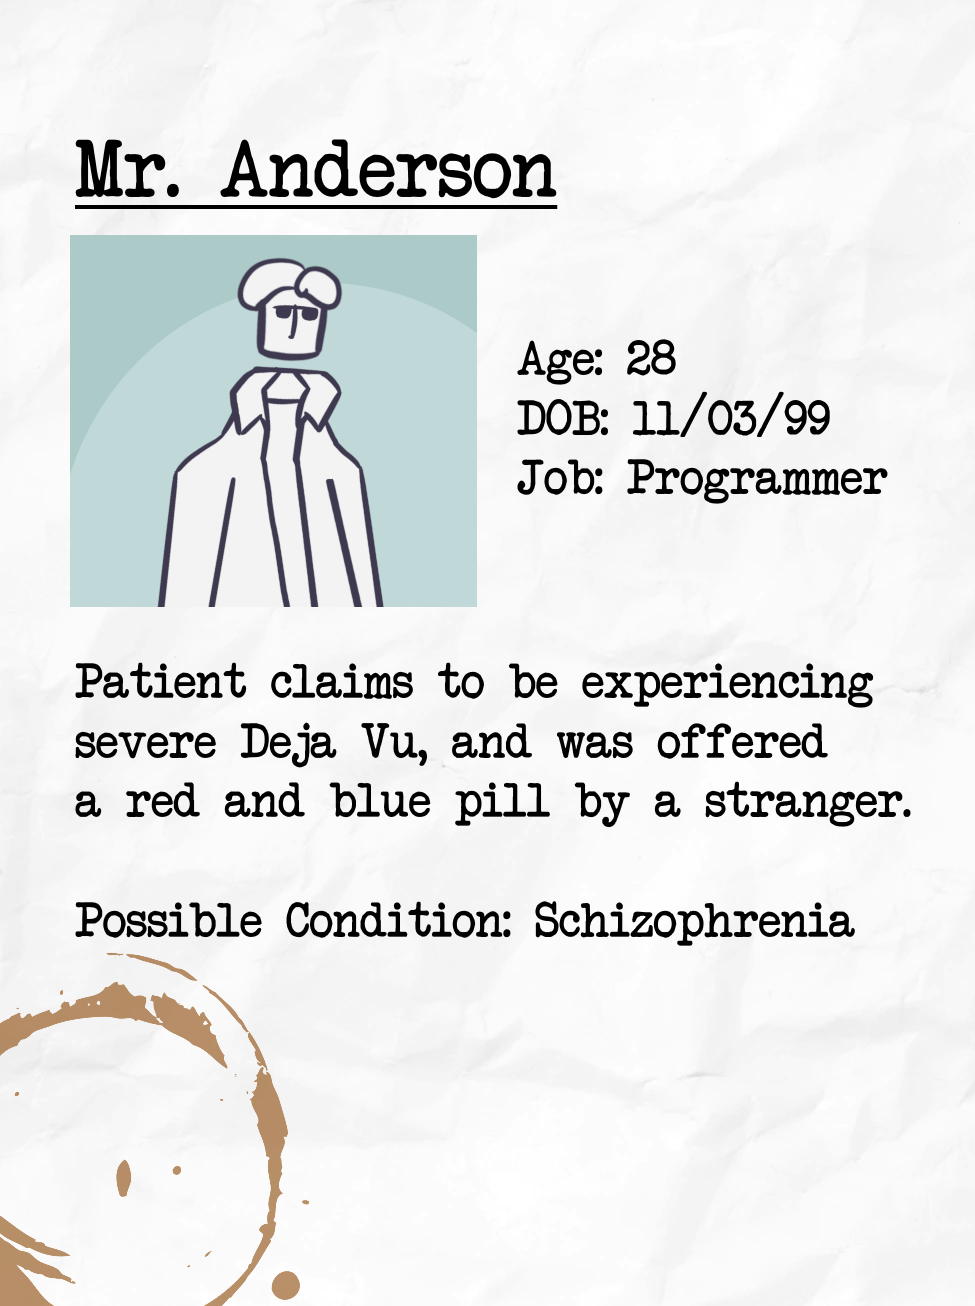 Mr. Anderson
Age: 28
DOB: 11/03/99
Job: Programmer
Patient claims to be experiencing
severe Deja Vu, and was offered
a red and blue pill by a stranger.
Possible Condition: Schizophrenia